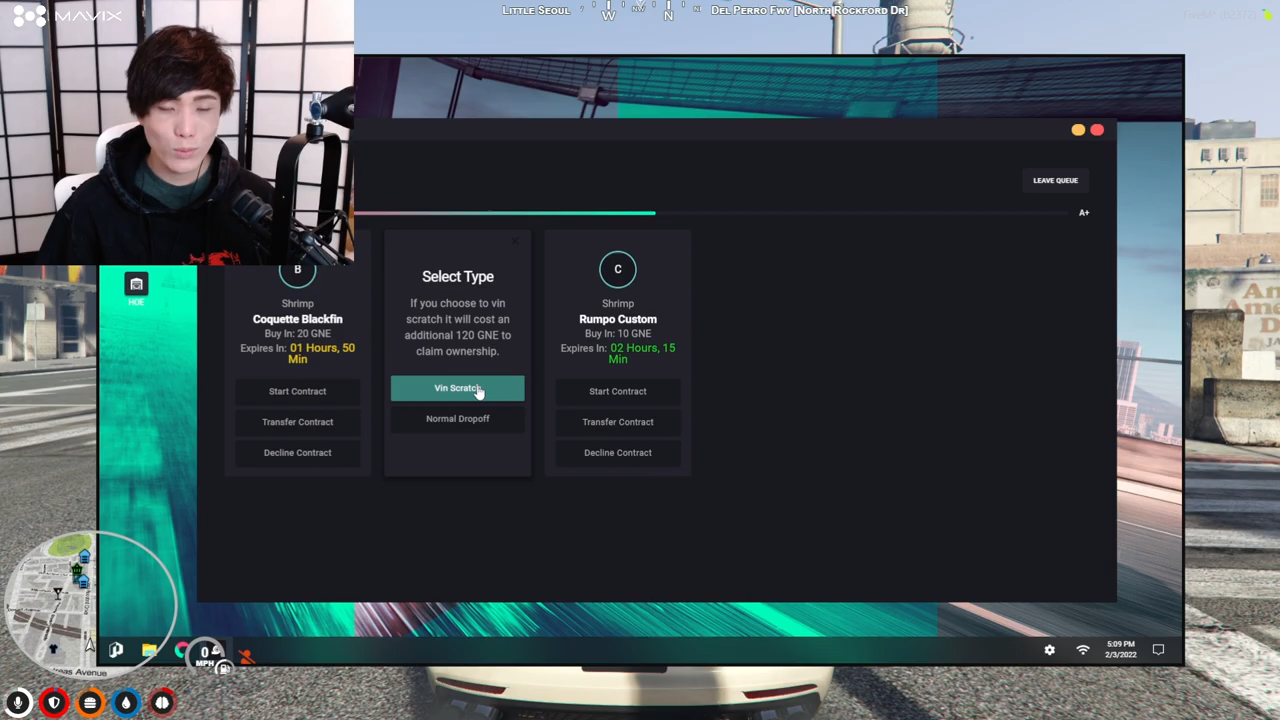 MAVIX
LITTLE SEOUL
W
N
DEL PERRO FWY [NORTH ROCKFORD DR]
LEAVE QUEUE
A+
HOE
B
Shrimp
Coquette Blackfin
Buy In: 20 GNE
Expires In: 01 Hours, 50
Min
Start Contract
Transfer Contract
Decline Contract
Select Type
If you choose to vin
scratch it will cost an
additional 120 GNE to
claim ownership.
Vin Scratch
Normal Dropoff
C
Shrimp
Rumpo Custom
Buy In: 10 GNE
Expires In: 02 Hours, 15
Min
Start Contract
Transfer Contract
Decline Contract
0
MPH
5:09 PM
2/3/2022